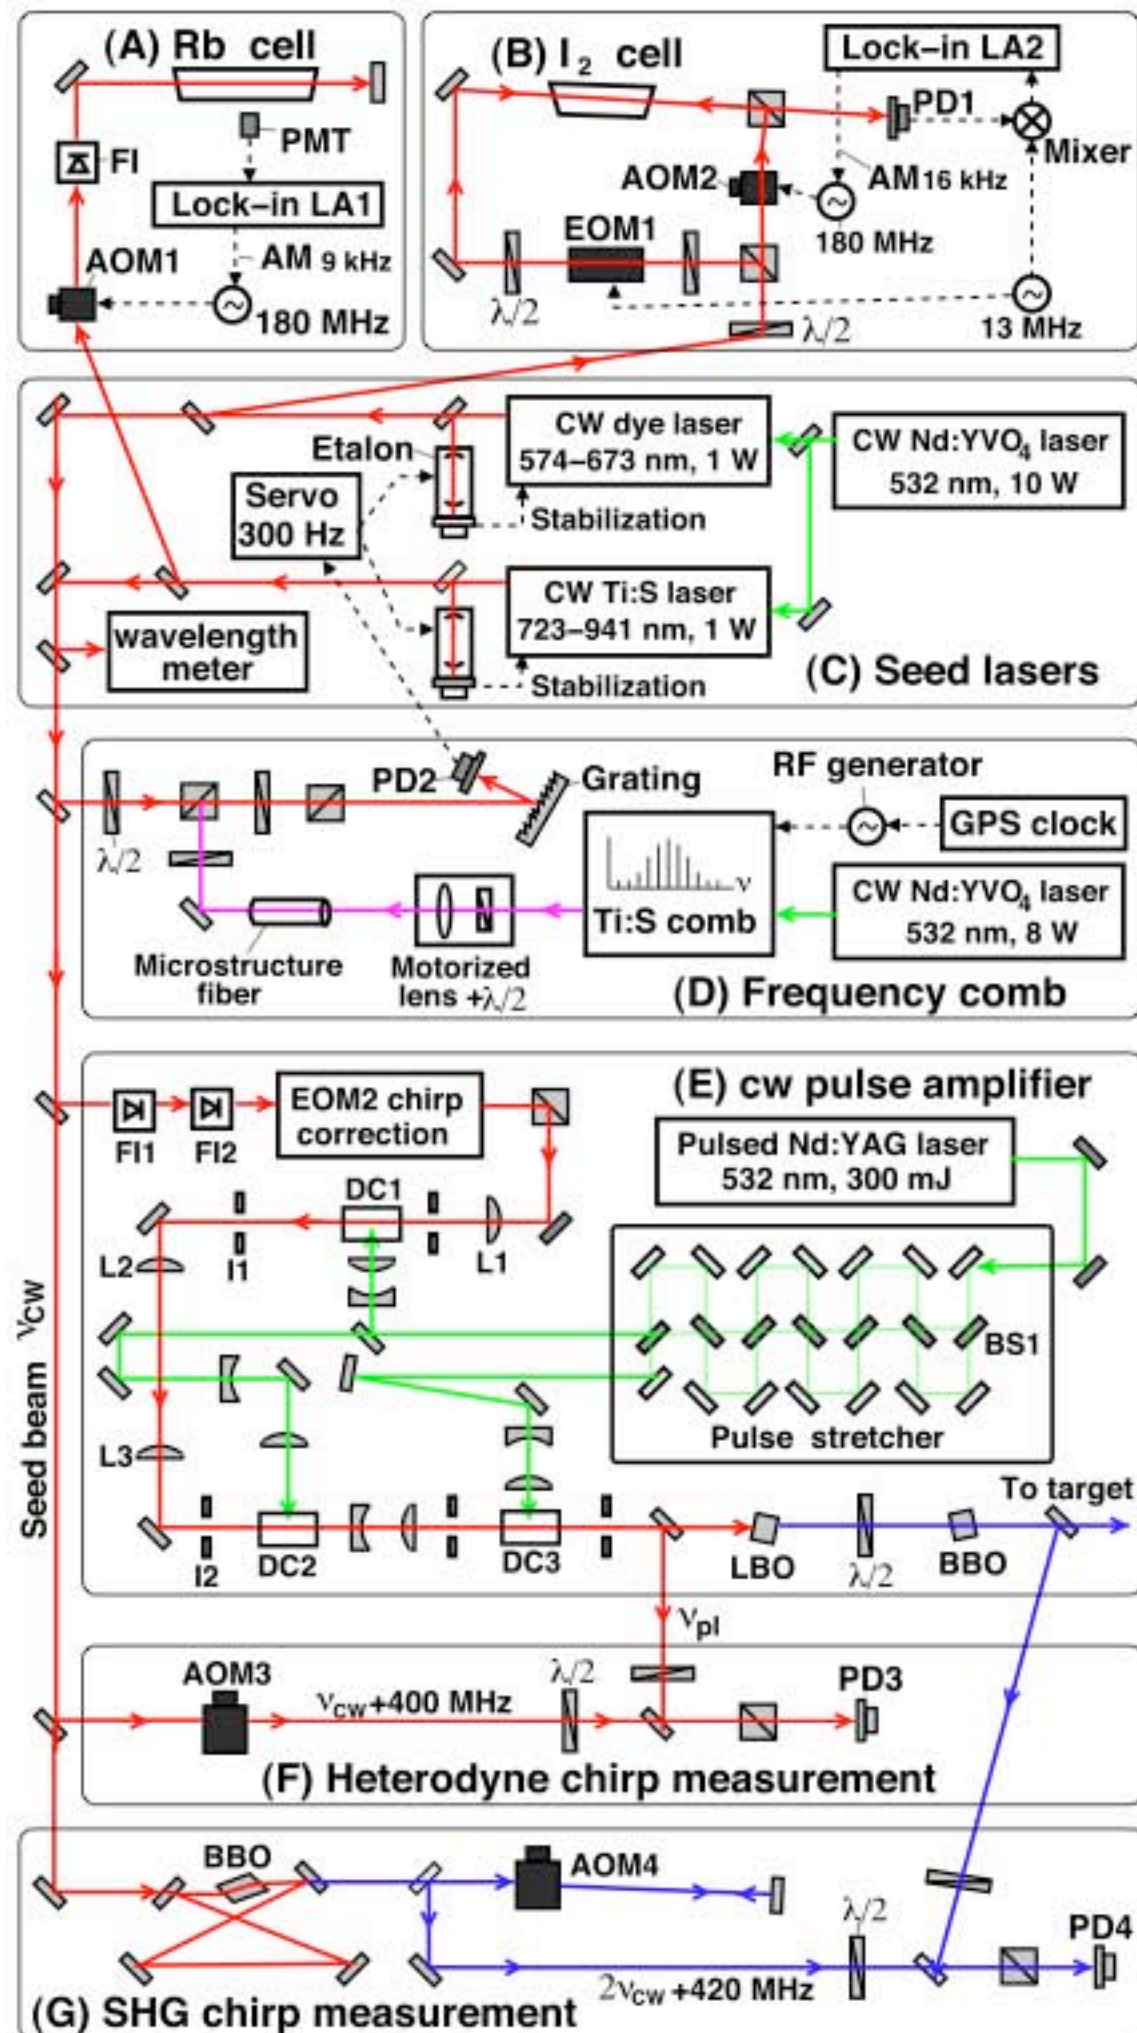 (A) Rb cell
FI
PMT
Lock–in LA1
AOM1
AM 9 kHz
180 MHz
(B) I2 cell
Lock–in LA2
PD1
Mixer
AOM2
AM 16 kHz
EOM1
180 MHz
λ/2
λ/2
13 MHz
CW dye laser
574–673 nm, 1 W
CW Nd:YVO4 laser
532 nm, 10 W
Etalon
Servo
300 Hz
Stabilization
CW Ti:S laser
723–941 nm, 1 W
wavelength
meter
Stabilization
(C) Seed lasers
PD2
Grating
RF generator
GPS clock
λ/2
ν
Ti:S comb
CW Nd:YVO4 laser
532 nm, 8 W
Microstructure
fiber
Motorized
lens +λ/2
(D) Frequency comb
(E) cw pulse amplifier
EOM2 chirp
correction
FI1
FI2
Pulsed Nd:YAG laser
532 nm, 300 mJ
DC1
L2
I1
L1
BS1
Pulse stretcher
L3
Seed beam νCW
To target
I2
DC2
DC3
LBO
λ/2
BBO
νpl
AOM3
νCW+400 MHz
λ/2
PD3
(F) Heterodyne chirp measurement
BBO
AOM4
λ/2
PD4
2νCW+420 MHz
(G) SHG chirp measurement